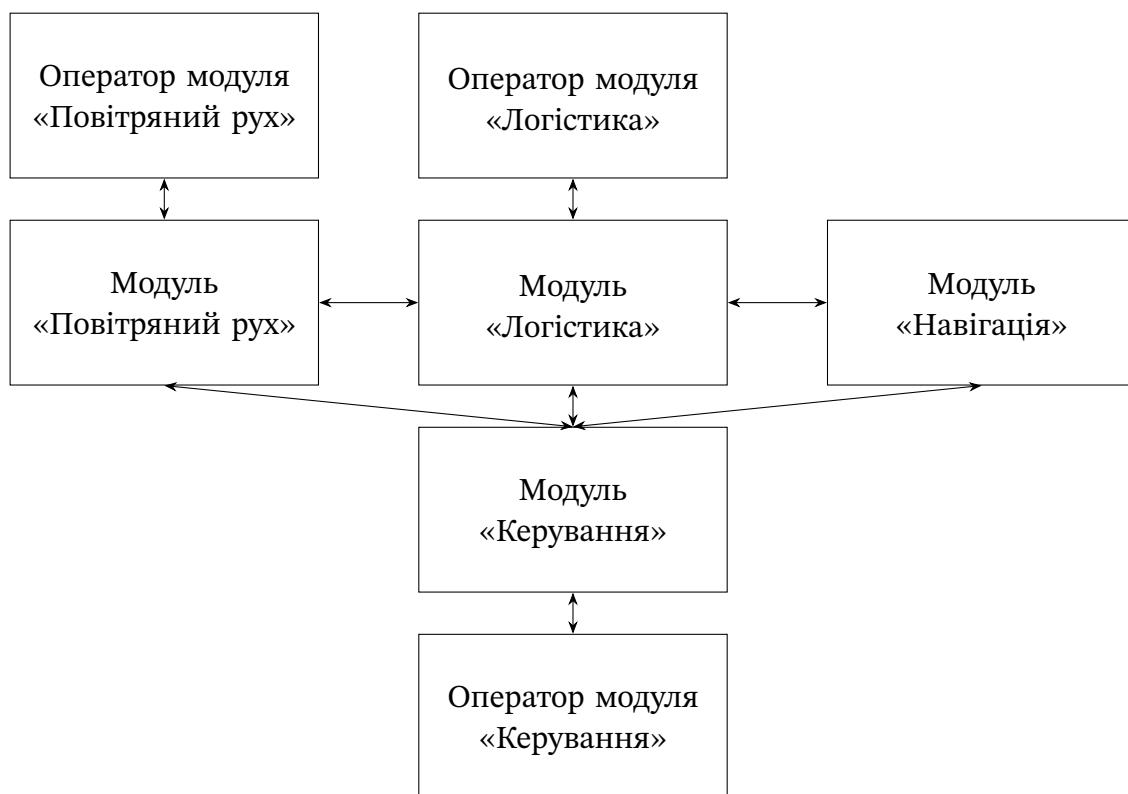 Оператор модуля
«Повітряний рух»
Оператор модуля
«Логістика»
Модуль
«Повітряний рух»
Модуль
«Логістика»
Модуль
«Навігація»
Модуль
«Керування»
Оператор модуля
«Керування»